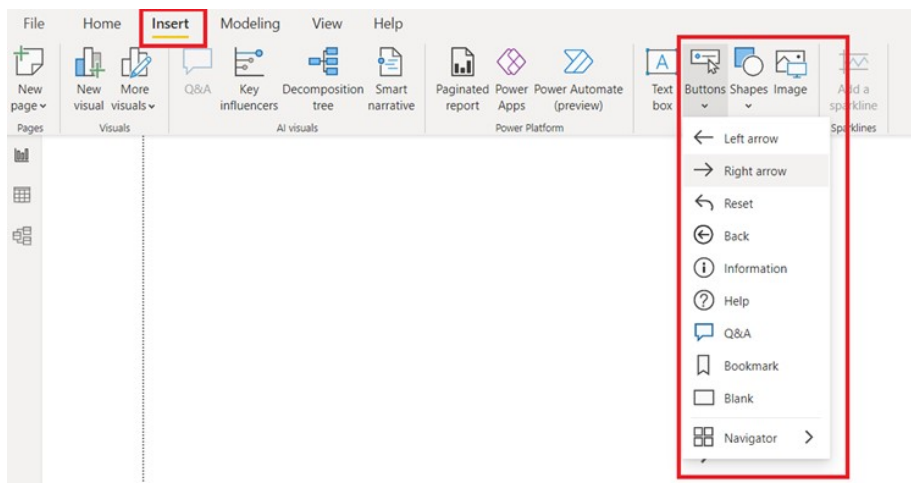 File Home Insert Modeling View Help
New page New visual More visuals Q&A Key influencers Decomposition tree Smart narrative Paginated report Power Apps Power Automate (preview) Text box Buttons Shapes Image Add a sparkline
Pages Visuals AI visuals Power Platform Sparklines
Left arrow
Right arrow
Reset
Back
Information
Help
Q&A
Bookmark
Blank
Navigator